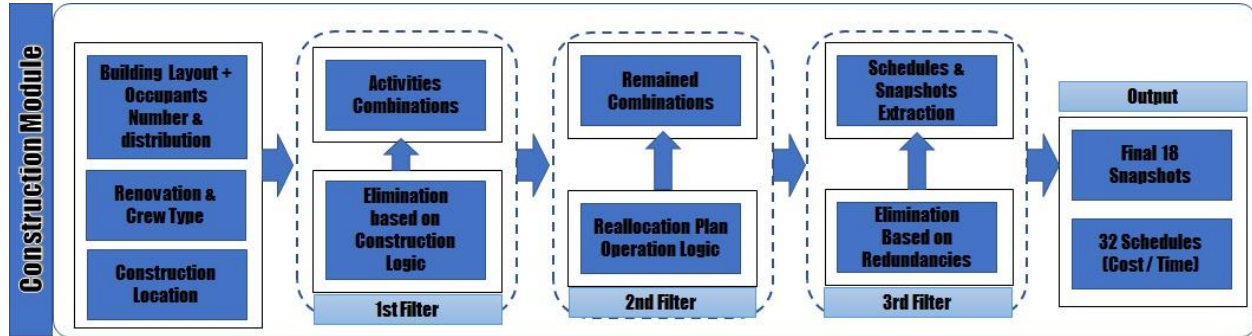 Construction Module
Building Layout +
Occupants
Number &
distribution
Renovation &
Crew Type
Construction
Location
Activities
Combinations
Elimination
based on
Construction
Logic
1st Filter
Remained
Combinations
Reallocation Plan
Operation Logic
2nd Filter
Schedules &
Snapshots
Extraction
Elimination
Based on
Redundancies
3rd Filter
Output
Final 18
Snapshots
32 Schedules
(Cost / Time)